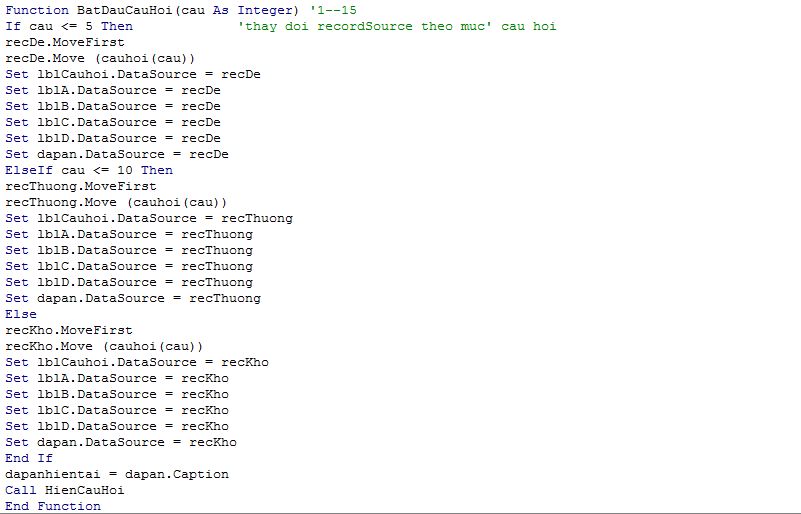 Function BatDauCauHoi(cau As Integer) '1--15
If cau <= 5 Then             'thay doi recordSource theo muc' cau hoi
recDe.MoveFirst
recDe.Move (cauhoi(cau))
Set lblCauhoi.DataSource = recDe
Set lblA.DataSource = recDe
Set lblB.DataSource = recDe
Set lblC.DataSource = recDe
Set lblD.DataSource = recDe
Set dapan.DataSource = recDe
ElseIf cau <= 10 Then
recThuong.MoveFirst
recThuong.Move (cauhoi(cau))
Set lblCauhoi.DataSource = recThuong
Set lblA.DataSource = recThuong
Set lblB.DataSource = recThuong
Set lblC.DataSource = recThuong
Set lblD.DataSource = recThuong
Set dapan.DataSource = recThuong
Else
recKho.MoveFirst
recKho.Move (cauhoi(cau))
Set lblCauhoi.DataSource = recKho
Set lblA.DataSource = recKho
Set lblB.DataSource = recKho
Set lblC.DataSource = recKho
Set lblD.DataSource = recKho
Set dapan.DataSource = recKho
End If
dapanhientai = dapan.Caption
Call HienCauHoi
End Function